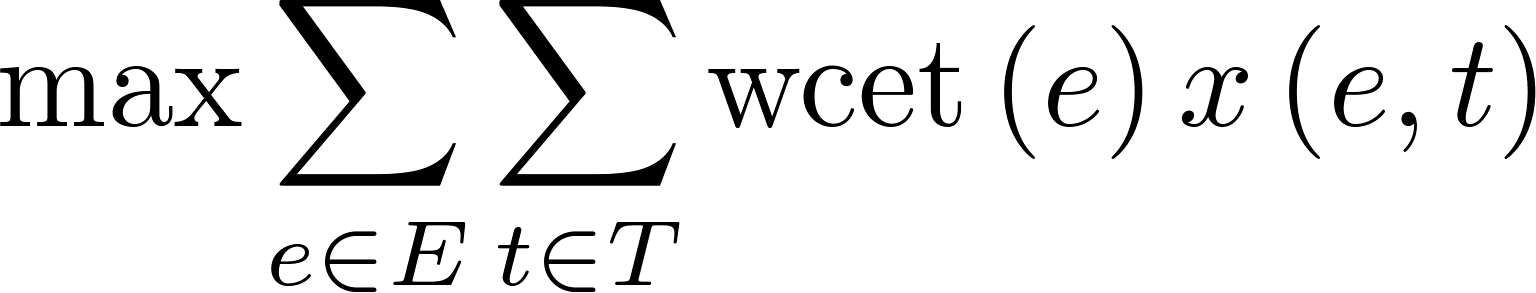 max ∑_{e∈E} ∑_{t∈T} wcet (e) x (e, t)